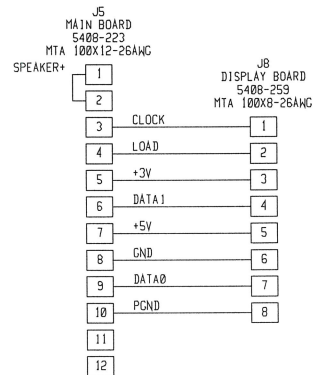 J5
MAIN BOARD
5408-223
MTA 100X12-26AWG
SPEAKER+
1
2
J8
DISPLAY BOARD
5408-259
MTA 100X8-26AWG
3 CLOCK 1
4 LOAD 2
5 +3V 3
6 DATA1 4
7 +5V 5
8 GND 6
9 DATAØ 7
10 PGND 8
11
12